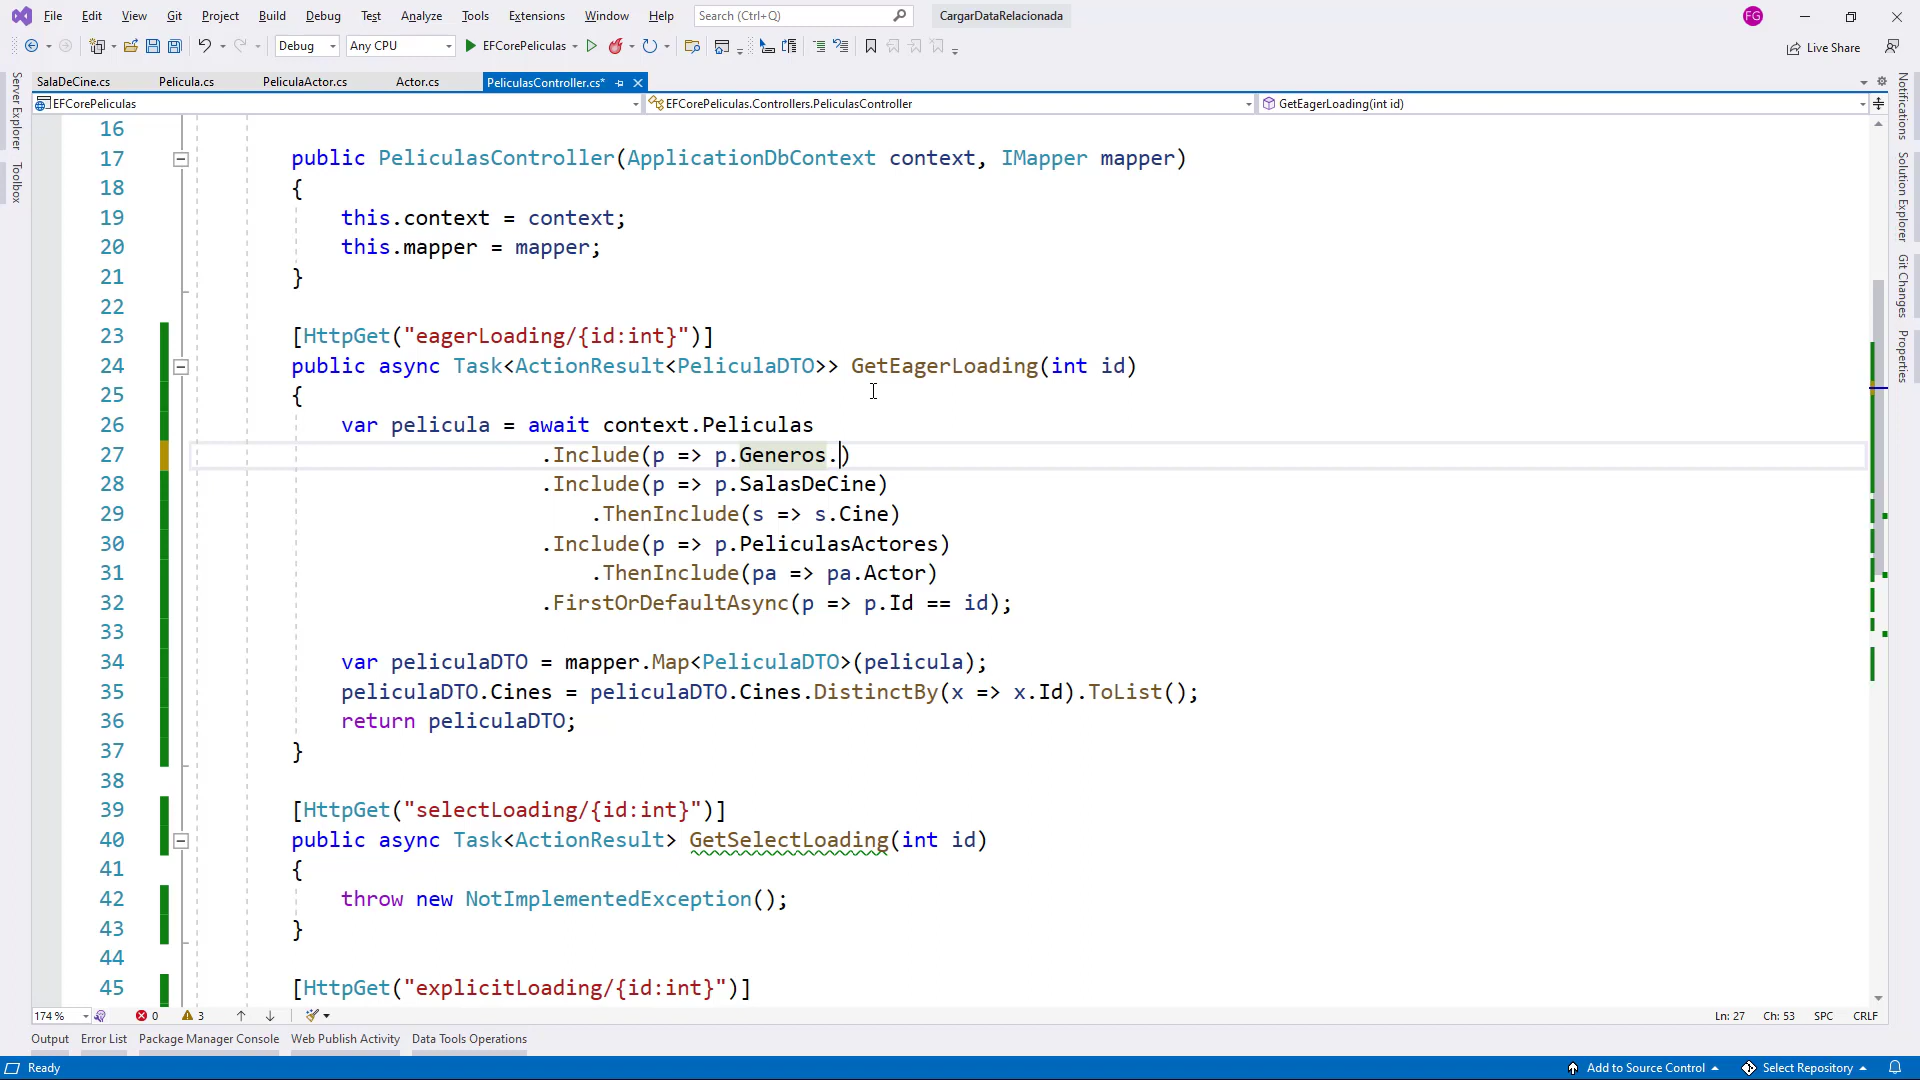 File Edit View Git Project Build Debug Test Analyze Tools Extensions Window Help Search (Ctrl+Q) CargarDataRelacionada FG
Debug Any CPU EFCorePeliculas Live Share
SalaDeCine.cs Pelicula.cs PeliculaActor.cs Actor.cs PeliculasController.cs*
EFCorePeliculas EFCorePeliculas.Controllers.PeliculasController GetEagerLoading(int id)
Server Explorer
Toolbox
Notifications
Solution Explorer
Git Changes
Properties
16
17 public PeliculasController(ApplicationDbContext context, IMapper mapper)
18 {
19 this.context = context;
20 this.mapper = mapper;
21 }
22
23 [HttpGet("eagerLoading/{id:int}")]
24 public async Task<ActionResult<PeliculaDTO>> GetEagerLoading(int id)
25 {
26 var pelicula = await context.Peliculas
27 .Include(p => p.Generos.)
28 .Include(p => p.SalasDeCine)
29 .ThenInclude(s => s.Cine)
30 .Include(p => p.PeliculasActores)
31 .ThenInclude(pa => pa.Actor)
32 .FirstOrDefaultAsync(p => p.Id == id);
33
34 var peliculaDTO = mapper.Map<PeliculaDTO>(pelicula);
35 peliculaDTO.Cines = peliculaDTO.Cines.DistinctBy(x => x.Id).ToList();
36 return peliculaDTO;
37 }
38
39 [HttpGet("selectLoading/{id:int}")]
40 public async Task<ActionResult> GetSelectLoading(int id)
41 {
42 throw new NotImplementedException();
43 }
44
45 [HttpGet("explicitLoading/{id:int}")]
174 % 0 3 Ln: 27 Ch: 53 SPC CRLF
Output Error List Package Manager Console Web Publish Activity Data Tools Operations
Ready Add to Source Control Select Repository